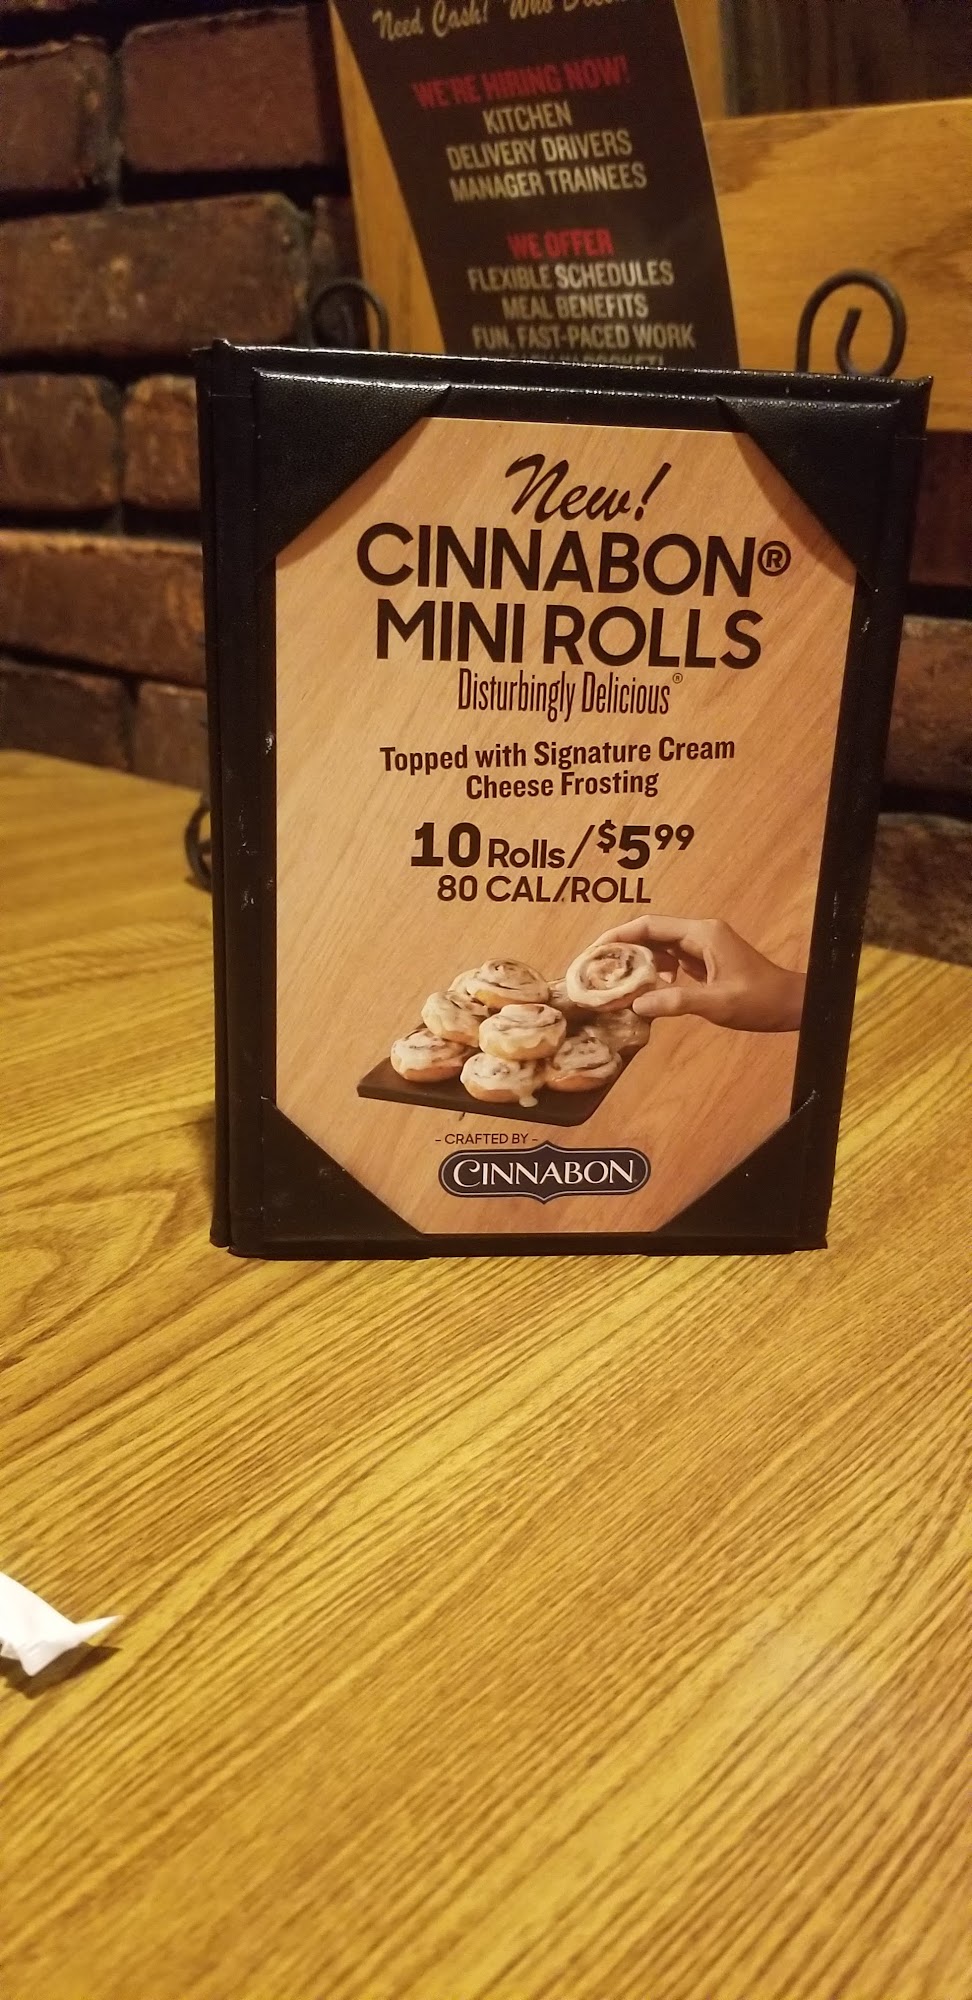 Need Cash?
WE'RE HIRING NOW!
KITCHEN
DELIVERY DRIVERS
MANAGER TRAINEES
WE OFFER
FLEXIBLE SCHEDULES
MEAL BENEFITS
FUN, FAST-PACED WORK
New!
CINNABON®
MINI ROLLS
Disturbingly Delicious®
Topped with Signature Cream
Cheese Frosting
10 Rolls/$5⁹⁹
80 CAL/ROLL
- CRAFTED BY -
CINNABON